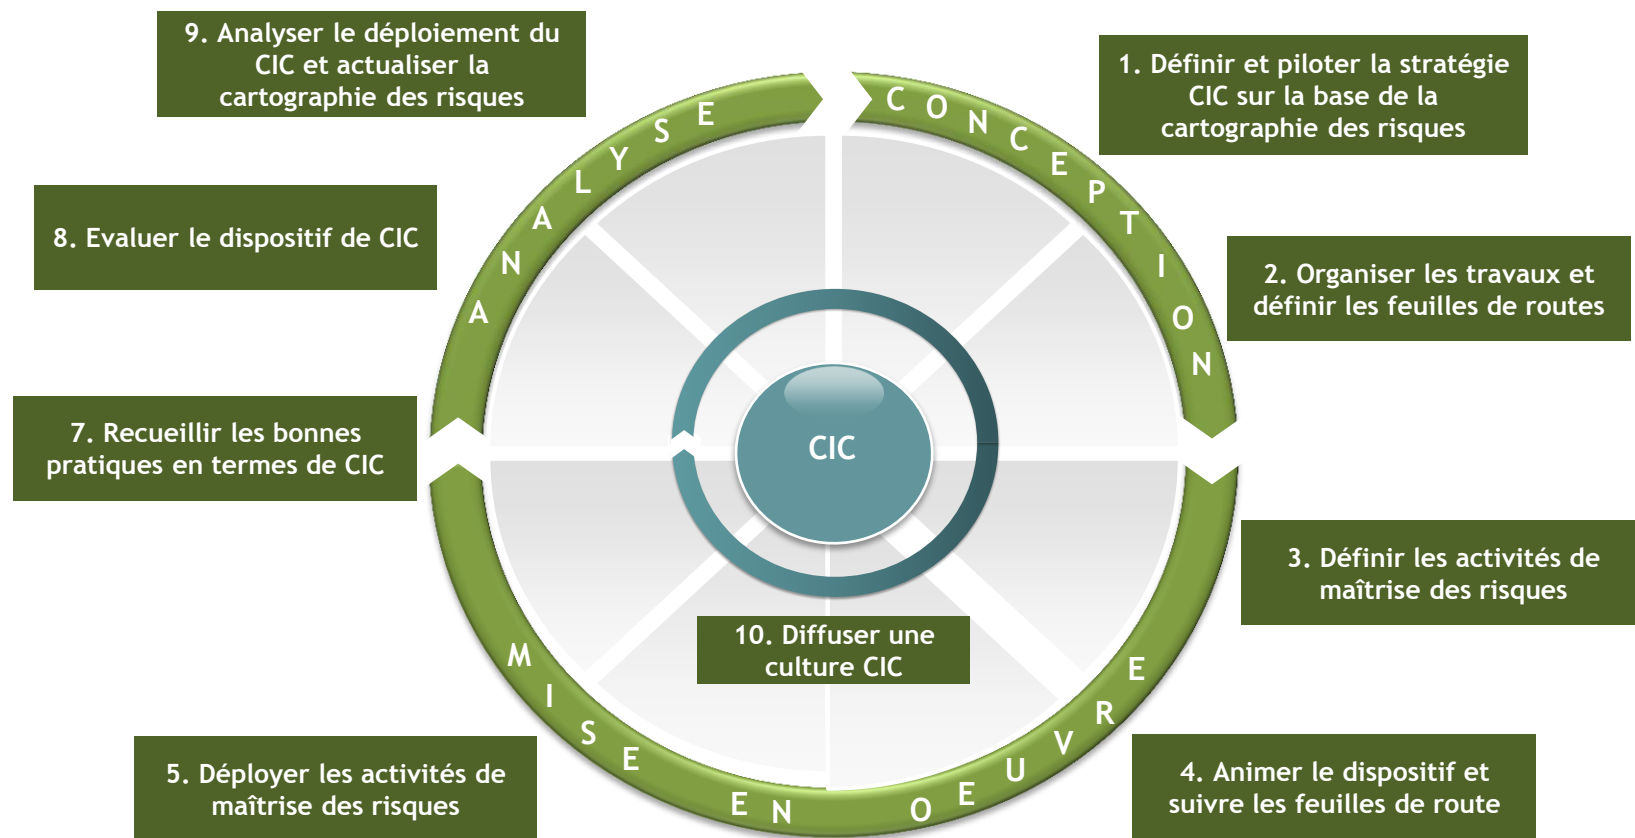 9. Analyser le déploiement du
CIC et actualiser la
cartographie des risques
1. Définir et piloter la stratégie
CIC sur la base de la
cartographie des risques
8. Evaluer le dispositif de CIC
2. Organiser les travaux et
définir les feuilles de routes
7. Recueillir les bonnes
pratiques en termes de CIC
3. Définir les activités de
maîtrise des risques
5. Déployer les activités de
maîtrise des risques
4. Animer le dispositif et
suivre les feuilles de route
10. Diffuser une
culture CIC
CIC
ANALYSE
CONCEPTION
MISE EN OEUVRE